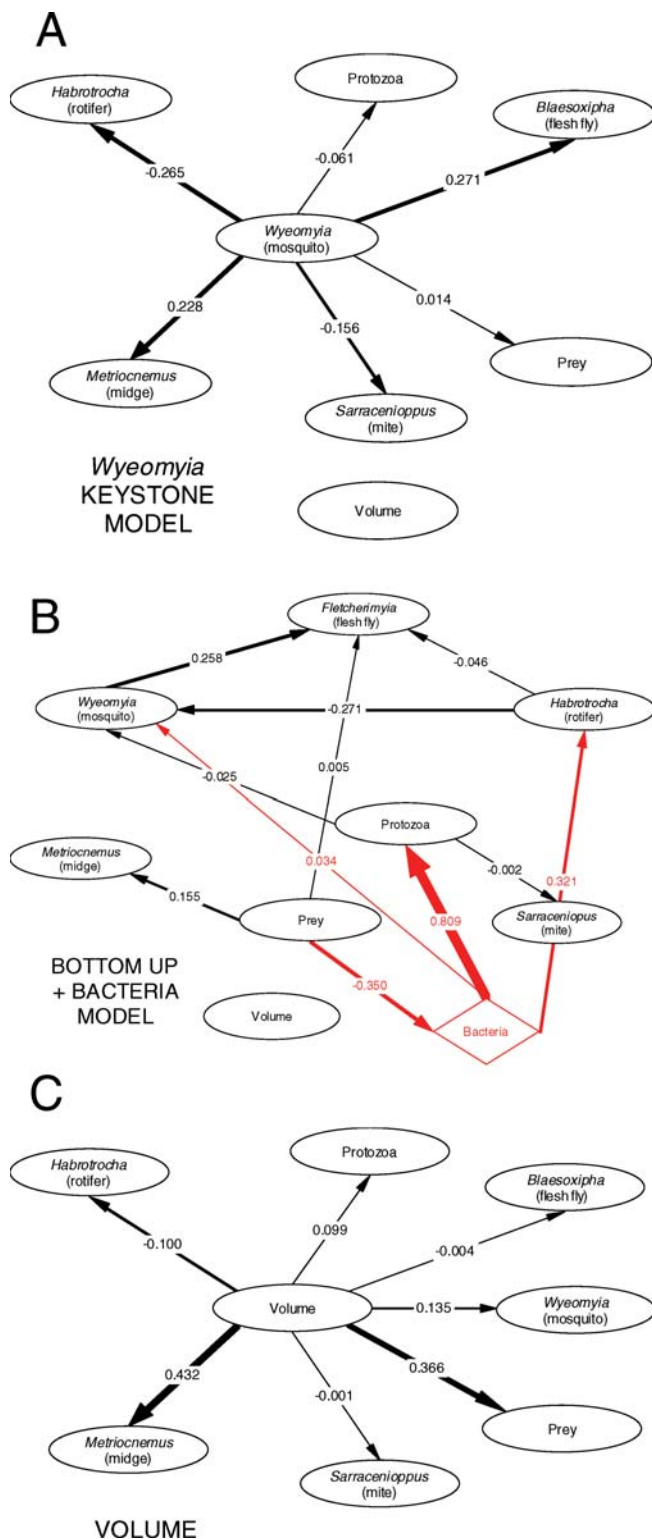 A
Habrotrocha
(rotifer)
Protozoa
Blaesoxipha
(flesh fly)
-0.265
-0.061
0.271
Wyeomyia
(mosquito)
0.228
-0.156
0.014
Metriocnemus
(midge)
Sarracenioppus
(mite)
Prey
Wyeomyia
KEYSTONE
MODEL
Volume
B
Fletcherimyia
(flesh fly)
0.258
-0.046
Wyeomyia
(mosquito)
-0.271
Habrotrocha
(rotifer)
-0.025
0.005
Protozoa
Metriocnemus
(midge)
0.034
-0.002
0.321
0.155
0.809
Prey
Sarraceniopus
(mite)
BOTTOM UP
+ BACTERIA
MODEL
-0.350
Volume
Bacteria
C
Habrotrocha
(rotifer)
Protozoa
Blaesoxipha
(flesh fly)
-0.100
0.099
-0.004
Volume
0.135
Wyeomyia
(mosquito)
0.432
-0.001
0.366
Metriocnemus
(midge)
Sarracenioppus
(mite)
Prey
VOLUME